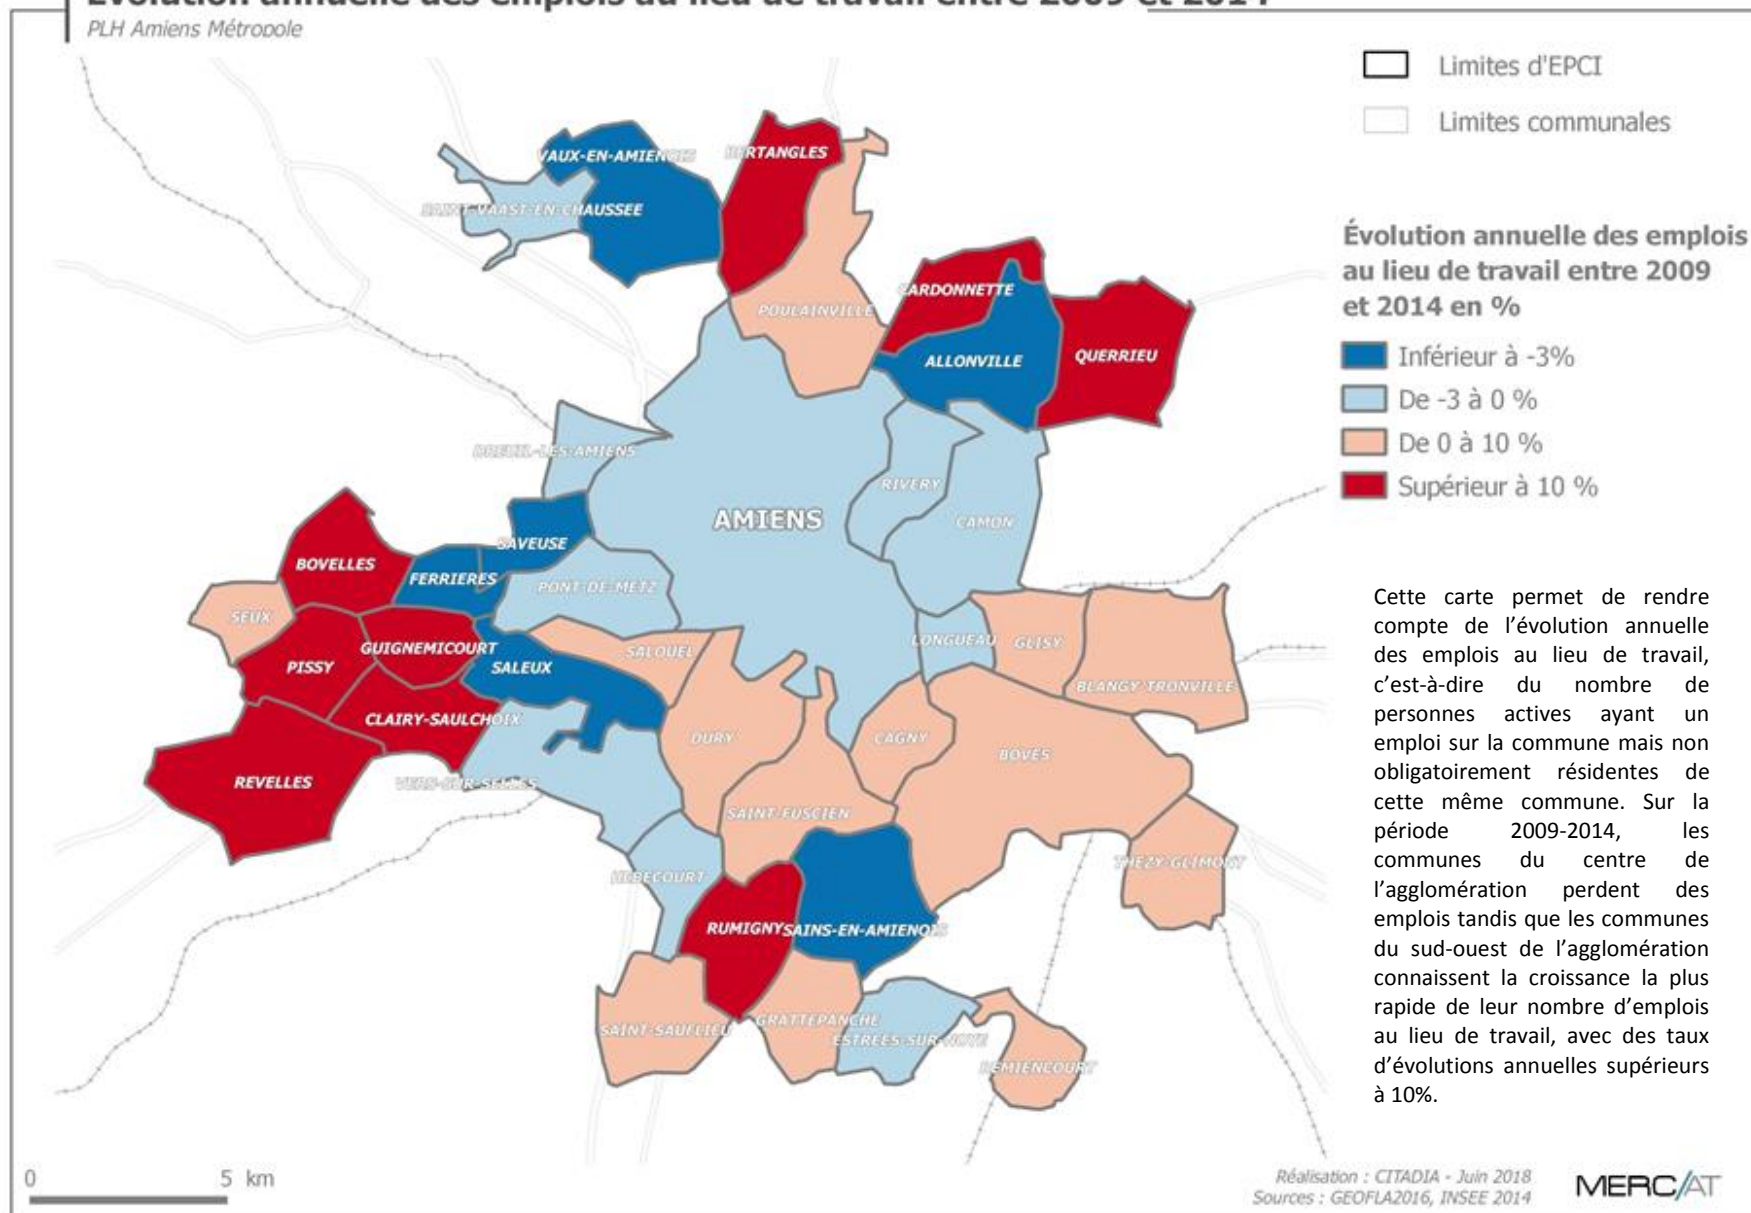 Évolution annuelle des emplois au lieu de travail entre 2009 et 2014
PLH Amiens Métropole
Limites d'EPCI
Limites communales
Évolution annuelle des emplois
au lieu de travail entre 2009
et 2014 en %
Inférieur à -3%
De -3 à 0 %
De 0 à 10 %
Supérieur à 10 %
VAUX-EN-AMIENOIS
BERTANGLES
SAINT-VAAST-EN-CHAUSSEE
CARDONNETTE
POULAINVILLE
ALLONVILLE
QUERRIEU
DREUIL-LES-AMIENS
RIVERY
AMIENS
CAMON
SAVEUSE
BOVELLES
FERRIERES
PONT-DE-METZ
SEUX
GUIGNEMICOURT
SALOUEL
LONGUEAU
GLISY
PISSY
SALEUX
BLANGY-TRONVILLE
CLAIRY-SAULCHOIX
DURY
CAGNY
BOVES
REVELLES
VERS-SUR-SELLES
SAINT-FUSCIEN
THEZY-GLIMONT
HEBECOURT
RUMIGNY
SAINS-EN-AMIENOIS
SAINT-SAUFLIEU
GRATTEPANCHE
ESTREES-SUR-NOYE
REMIENCOURT
Cette carte permet de rendre
compte de l'évolution annuelle
des emplois au lieu de travail,
c'est-à-dire du nombre de
personnes actives ayant un
emploi sur la commune mais non
obligatoirement résidentes de
cette même commune. Sur la
période 2009-2014, les
communes du centre de
l'agglomération perdent des
emplois tandis que les communes
du sud-ouest de l'agglomération
connaissent la croissance la plus
rapide de leur nombre d'emplois
au lieu de travail, avec des taux
d'évolutions annuelles supérieurs
à 10%.
0 5 km
Réalisation : CITADIA - Juin 2018
Sources : GEOFLA2016, INSEE 2014
MERC/AT